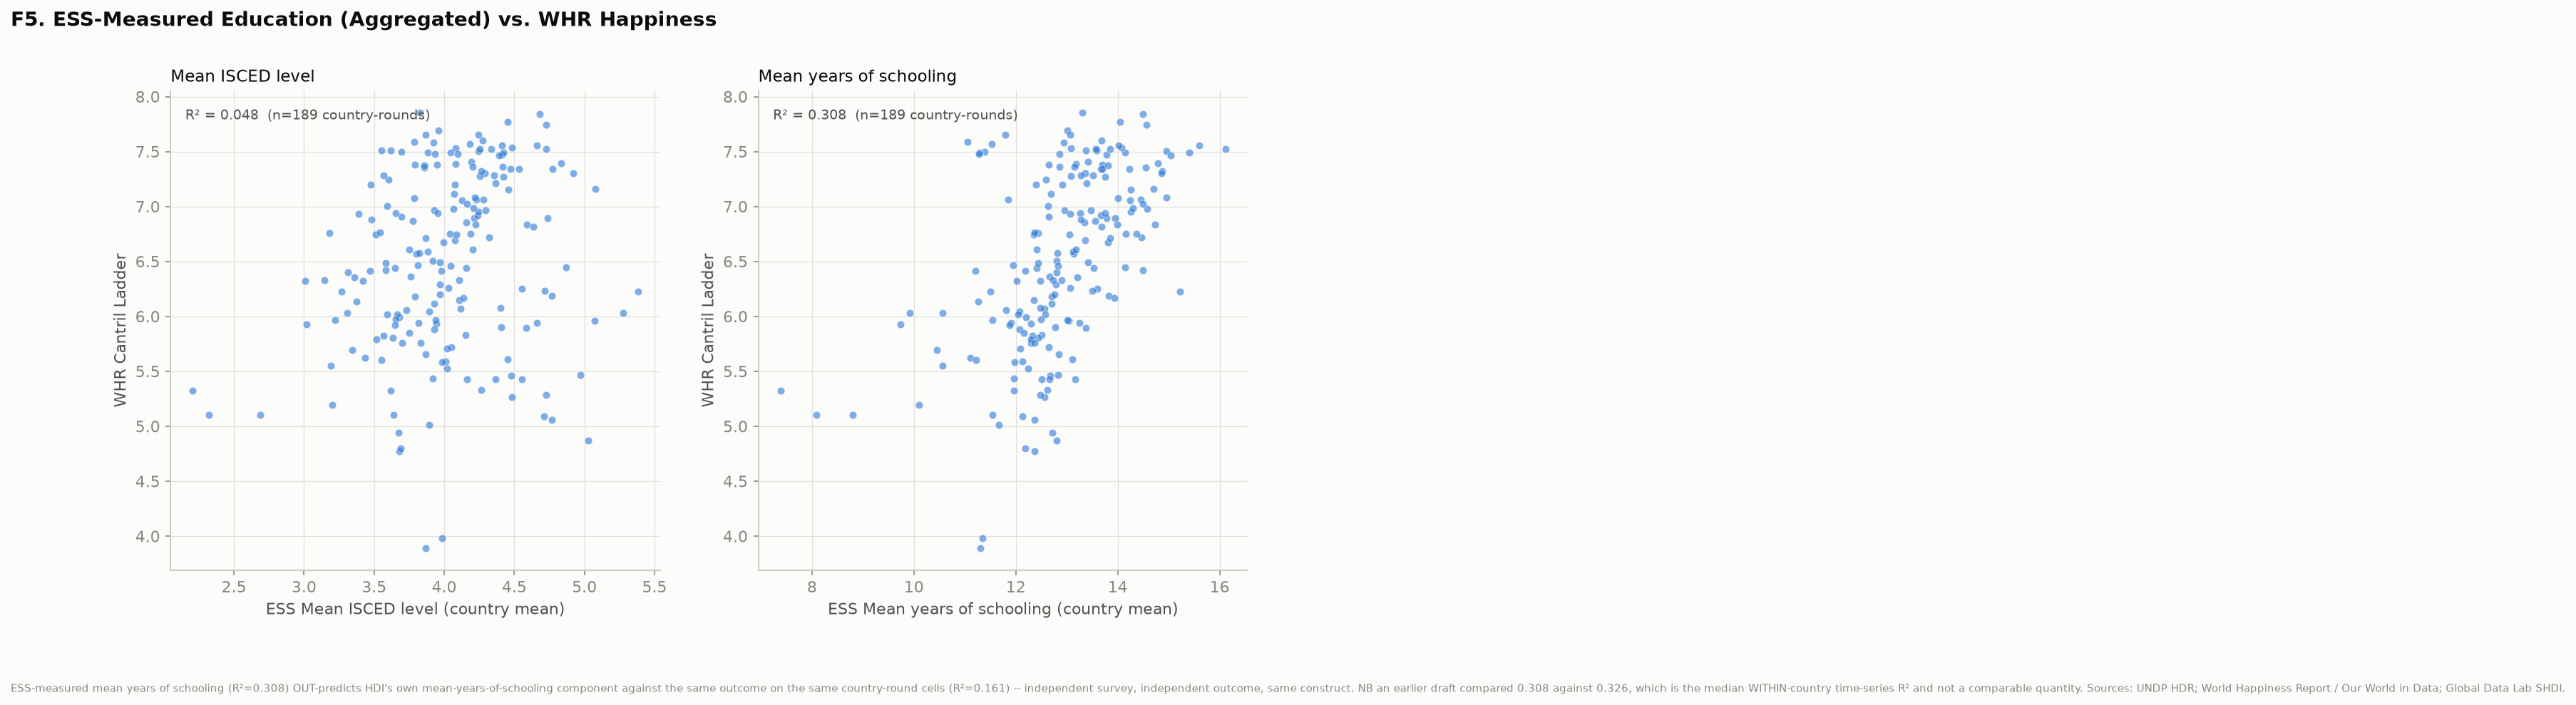 F5. ESS-Measured Education (Aggregated) vs. WHR Happiness
Mean ISCED level
R² = 0.048 (n=189 country-rounds)
8.0
7.5
7.0
6.5
6.0
5.5
5.0
4.5
4.0
WHR Cantril Ladder
2.5 3.0 3.5 4.0 4.5 5.0 5.5
ESS Mean ISCED level (country mean)
Mean years of schooling
R² = 0.308 (n=189 country-rounds)
8.0
7.5
7.0
6.5
6.0
5.5
5.0
4.5
4.0
WHR Cantril Ladder
8 10 12 14 16
ESS Mean years of schooling (country mean)
ESS-measured mean years of schooling (R²=0.308) OUT-predicts HDI's own mean-years-of-schooling component against the same outcome on the same country-round cells (R²=0.161) -- independent survey, independent outcome, same construct. NB an earlier draft compared 0.308 against 0.326, which is the median WITHIN-country time-series R² and not a comparable quantity. Sources: UNDP HDR; World Happiness Report / Our World in Data; Global Data Lab SHDI.